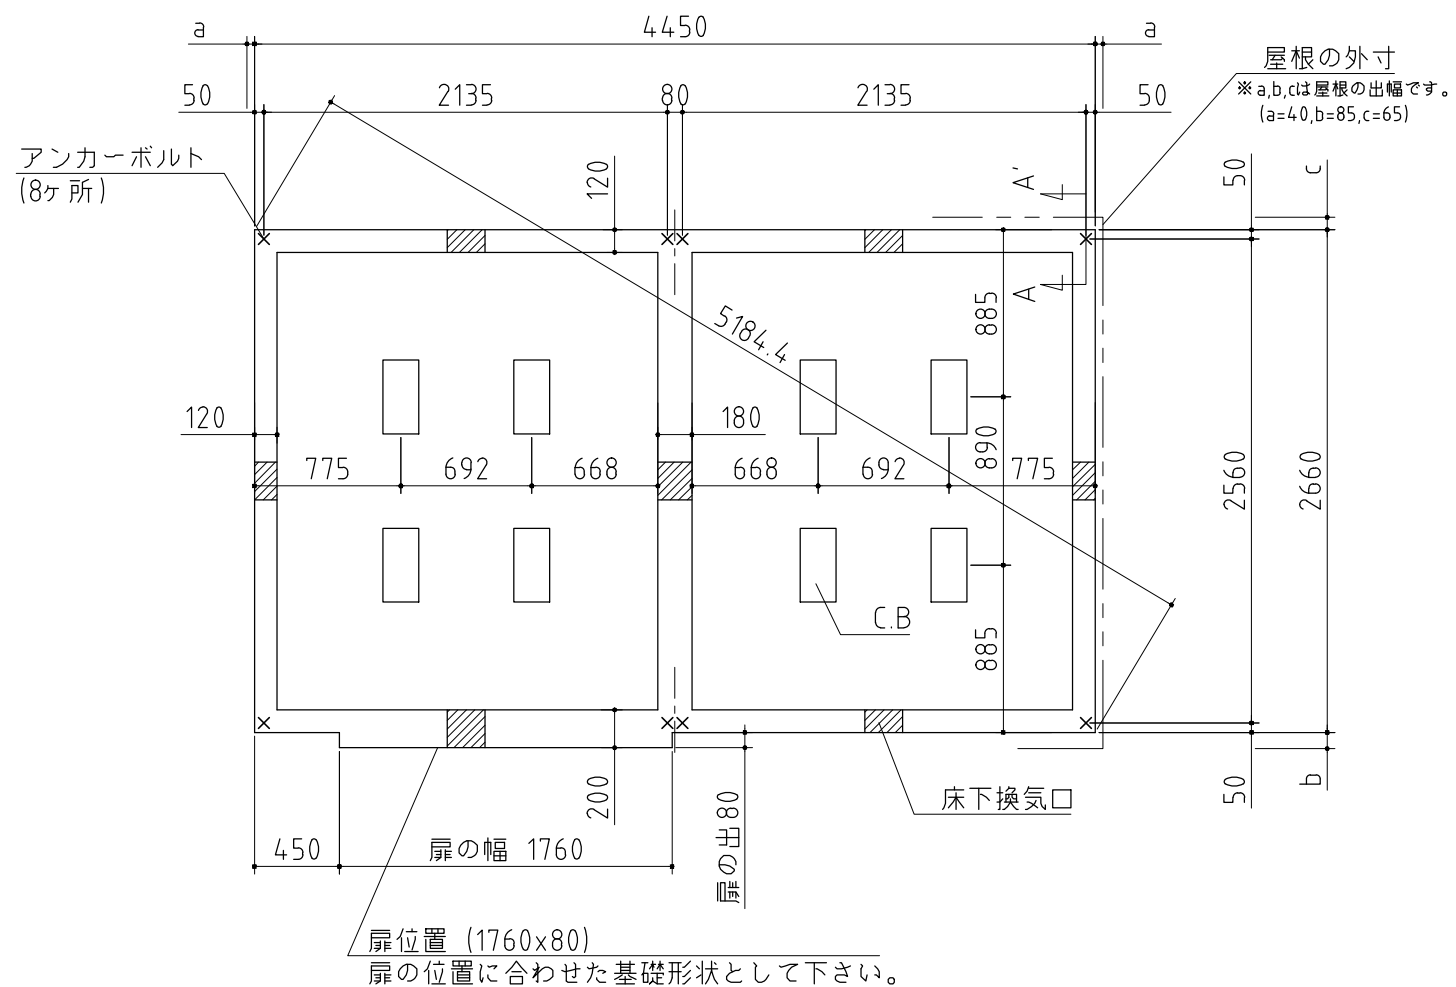 a
4450
a
屋根の外寸
※a,b,cは屋根の出幅です。
(a=40,b=85,c=65)
50
2135
80
2135
50
アンカーボルト
(8ヶ所)
120
A'
50
c
A
885
5184.4
120
180
890
775
692
668
668
692
775
2560
2660
C.B
885
200
扉の出80
床下換気口
50
b
450
扉の幅 1760
扉位置 (1760x80)
扉の位置に合わせた基礎形状として下さい。